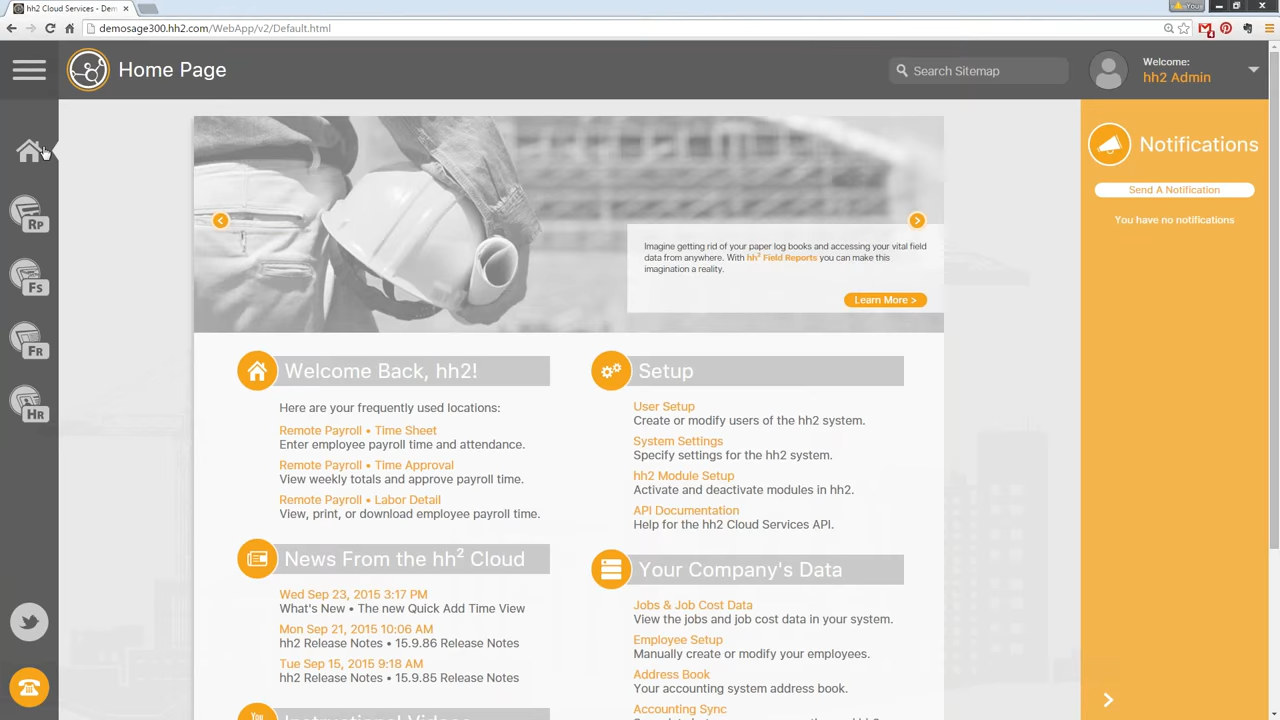 hh2 Cloud Services - Dem
demosage300.hh2.com/WebApp/v2/Default.html
4
Home Page
Search Sitemap
Welcome:
hh2 Admin
Rp
Fs
FR
HR
Imagine getting rid of your paper log books and accessing your vital field
data from anywhere. With hh² Field Reports you can make this
imagination a reality.
Learn More >
Notifications
Send A Notification
You have no notifications
Welcome Back, hh2!
Here are your frequently used locations:
Remote Payroll • Time Sheet
Enter employee payroll time and attendance.
Remote Payroll • Time Approval
View weekly totals and approve payroll time.
Remote Payroll • Labor Detail
View, print, or download employee payroll time.
News From the hh² Cloud
Wed Sep 23, 2015 3:17 PM
What's New • The new Quick Add Time View
Mon Sep 21, 2015 10:06 AM
hh2 Release Notes • 15.9.86 Release Notes
Tue Sep 15, 2015 9:18 AM
hh2 Release Notes • 15.9.85 Release Notes
You
Instructional Videos
Setup
User Setup
Create or modify users of the hh2 system.
System Settings
Specify settings for the hh2 system.
hh2 Module Setup
Activate and deactivate modules in hh2.
API Documentation
Help for the hh2 Cloud Services API.
Your Company's Data
Jobs & Job Cost Data
View the jobs and job cost data in your system.
Employee Setup
Manually create or modify your employees.
Address Book
Your accounting system address book.
Accounting Sync